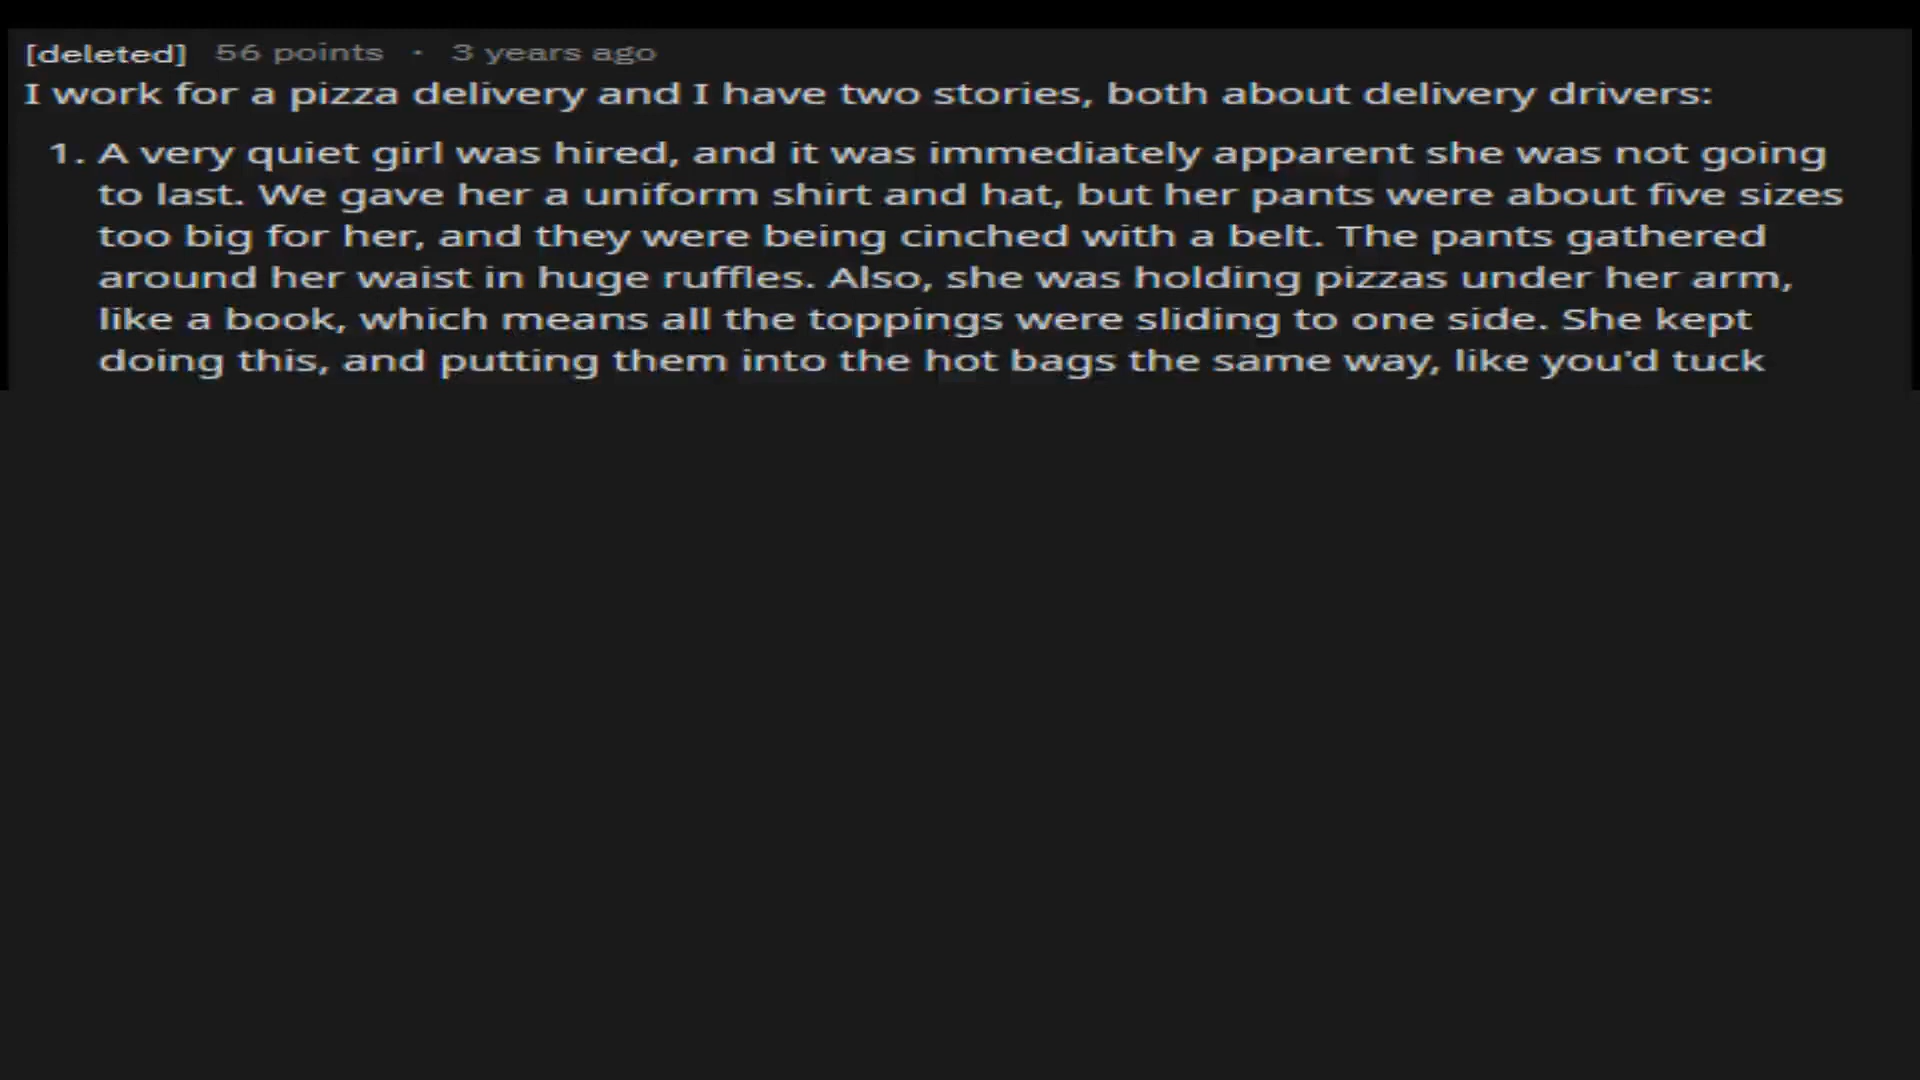 [deleted] 56 points · 3 years ago
I work for a pizza delivery and I have two stories, both about delivery drivers:
1. A very quiet girl was hired, and it was immediately apparent she was not going
to last. We gave her a uniform shirt and hat, but her pants were about five sizes
too big for her, and they were being cinched with a belt. The pants gathered
around her waist in huge ruffles. Also, she was holding pizzas under her arm,
like a book, which means all the toppings were sliding to one side. She kept
doing this, and putting them into the hot bags the same way, like you'd tuck